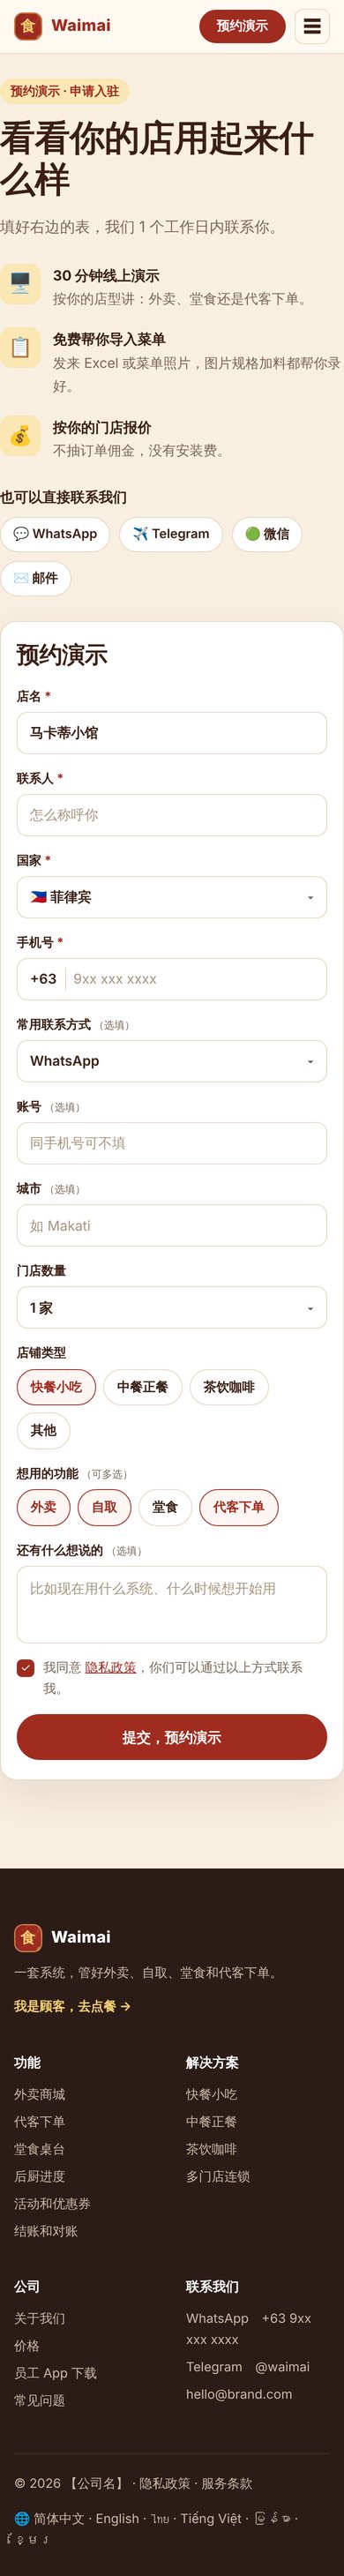 食 Waimai 预约演示
预约演示 · 申请入驻
看看你的店用起来什
么样
填好右边的表，我们 1 个工作日内联系你。
30 分钟线上演示
按你的店型讲：外卖、堂食还是代客下单。
免费帮你导入菜单
发来 Excel 或菜单照片，图片规格加料都帮你录
好。
按你的门店报价
不抽订单佣金，没有安装费。
也可以直接联系我们
WhatsApp Telegram 微信
邮件
预约演示
店名 *
马卡蒂小馆
联系人 *
怎么称呼你
国家 *
🇵🇭 菲律宾
手机号 *
+63 9xx xxx xxxx
常用联系方式 （选填）
WhatsApp
账号 （选填）
同手机号可不填
城市 （选填）
如 Makati
门店数量
1 家
店铺类型
快餐小吃 中餐正餐 茶饮咖啡
其他
想用的功能 （可多选）
外卖 自取 堂食 代客下单
还有什么想说的 （选填）
比如现在用什么系统、什么时候想开始用
我同意 隐私政策，你们可以通过以上方式联系
我。
提交，预约演示
食 Waimai
一套系统，管好外卖、自取、堂食和代客下单。
我是顾客，去点餐 →
功能
外卖商城
代客下单
堂食桌台
后厨进度
活动和优惠券
结账和对账
解决方案
快餐小吃
中餐正餐
茶饮咖啡
多门店连锁
公司
关于我们
价格
员工 App 下载
常见问题
联系我们
WhatsApp +63 9xx
xxx xxxx
Telegram @waimai
hello@brand.com
© 2026 【公司名】 · 隐私政策 · 服务条款
🌐 简体中文 · English · ไทย · Tiếng Việt · မြန်မာ ·
ខ្មែរ